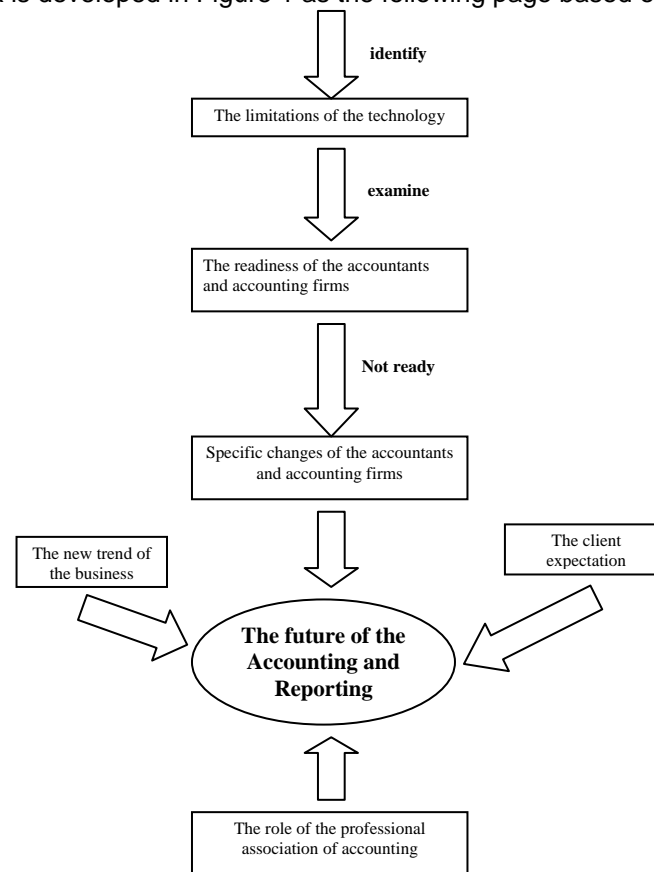 is developed in Figure 1 as the following page based
identify
The limitations of the technology
examine
The readiness of the accountants
and accounting firms
Not ready
Specific changes of the accountants
and accounting firms
The new trend of
the business
The client
expectation
The future of the
Accounting and
Reporting
The role of the professional
association of accounting